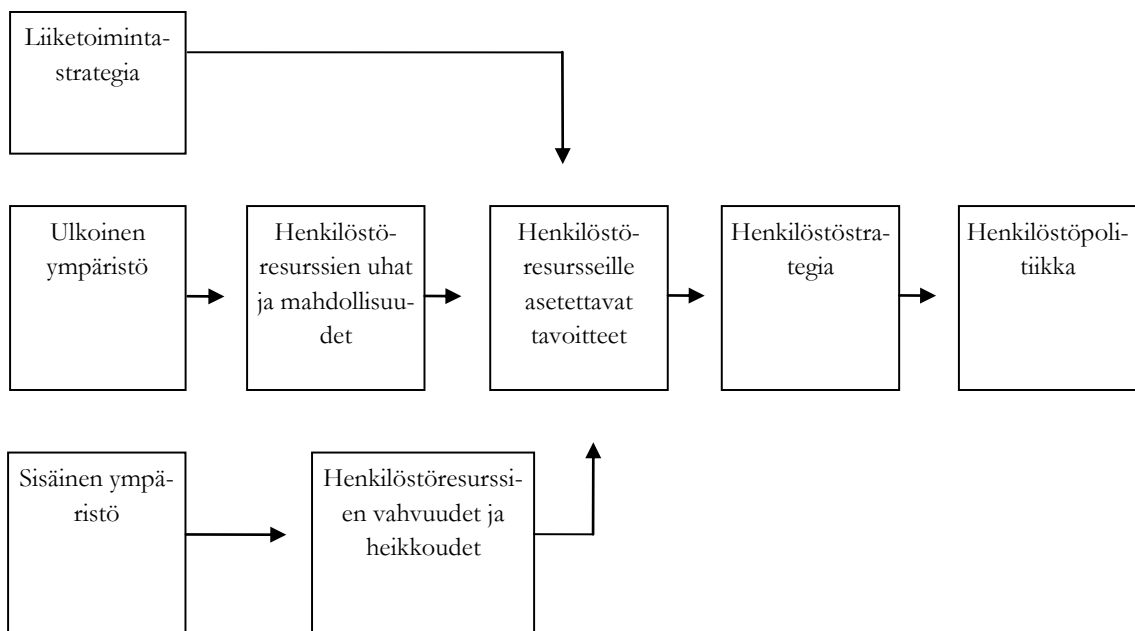 Liiketoiminta-
strategia
Ulkoinen
ympäristö
Henkilöstö-
resurssien uhat
ja mahdollisuu-
det
Henkilöstö-
resursseille
asetettavat
tavoitteet
Henkilöstöstra-
tegia
Henkilöstöpoli-
tiikka
Sisäinen ympä-
ristö
Henkilöstöresurssi-
en vahvuudet ja
heikkoudet